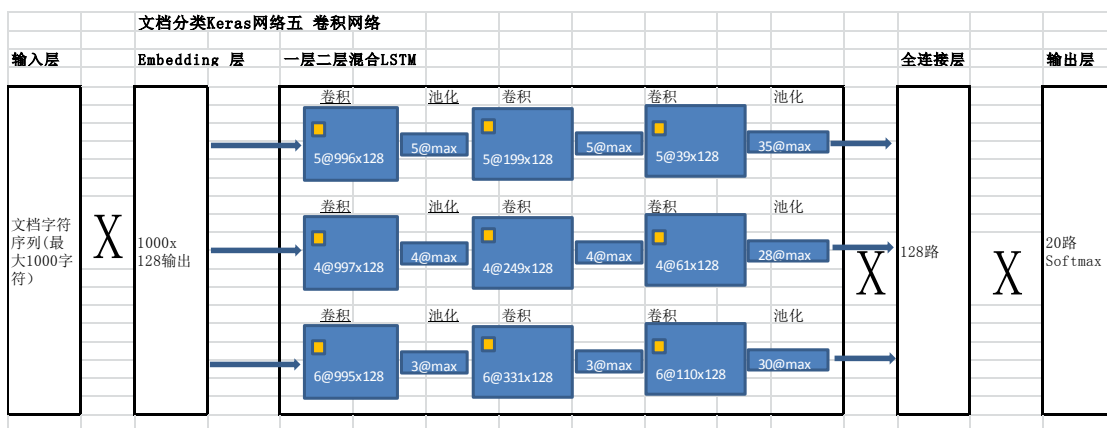 文档分类Keras网络五 卷积网络
输入层 Embedding 层 一层二层混合LSTM 全连接层 输出层
卷积 池化 卷积 卷积 池化
5@996x128 5@max 5@199x128 5@max 5@39x128 35@max
卷积 池化 卷积 卷积 池化
文档字符
序列(最
大1000字
符)
X
1000x
128输出
4@997x128 4@max 4@249x128 4@max 4@61x128 28@max
X
128路
X
20路
Softmax
卷积 池化 卷积 卷积 池化
6@995x128 3@max 6@331x128 3@max 6@110x128 30@max